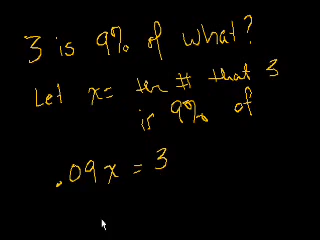 3 is 9% of what?
Let x= the # that 3
is 9% of
.09x = 3